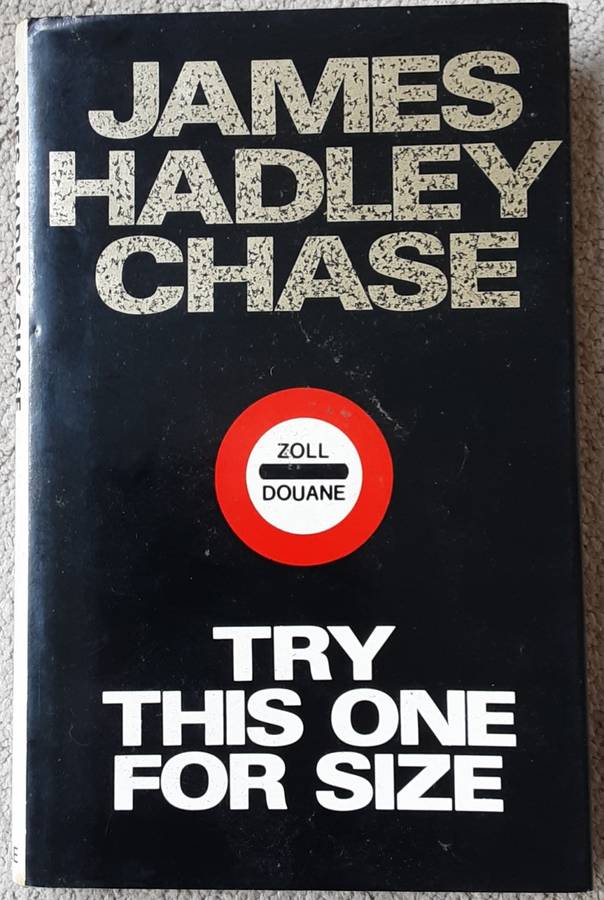 JAMES
HADLEY
CHASE
ZOLL
DOUANE
TRY
THIS ONE
FOR SIZE
JAMES HADLEY CHASE